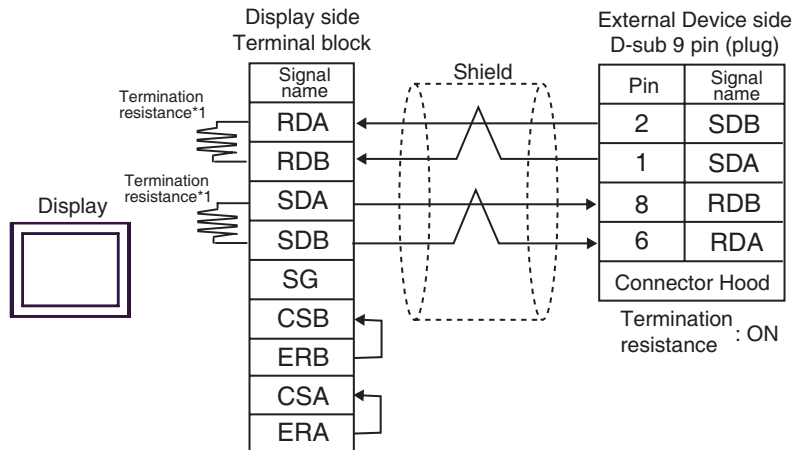 Display side
Terminal block
External Device side
D-sub 9 pin (plug)
Signal
name
Shield
Pin
Signal
name
Termination
resistance*1
RDA
2
SDB
RDB
1
SDA
Termination
resistance*1
SDA
8
RDB
Display
SDB
6
RDA
SG
Connector Hood
CSB
Termination
resistance
: ON
ERB
CSA
ERA